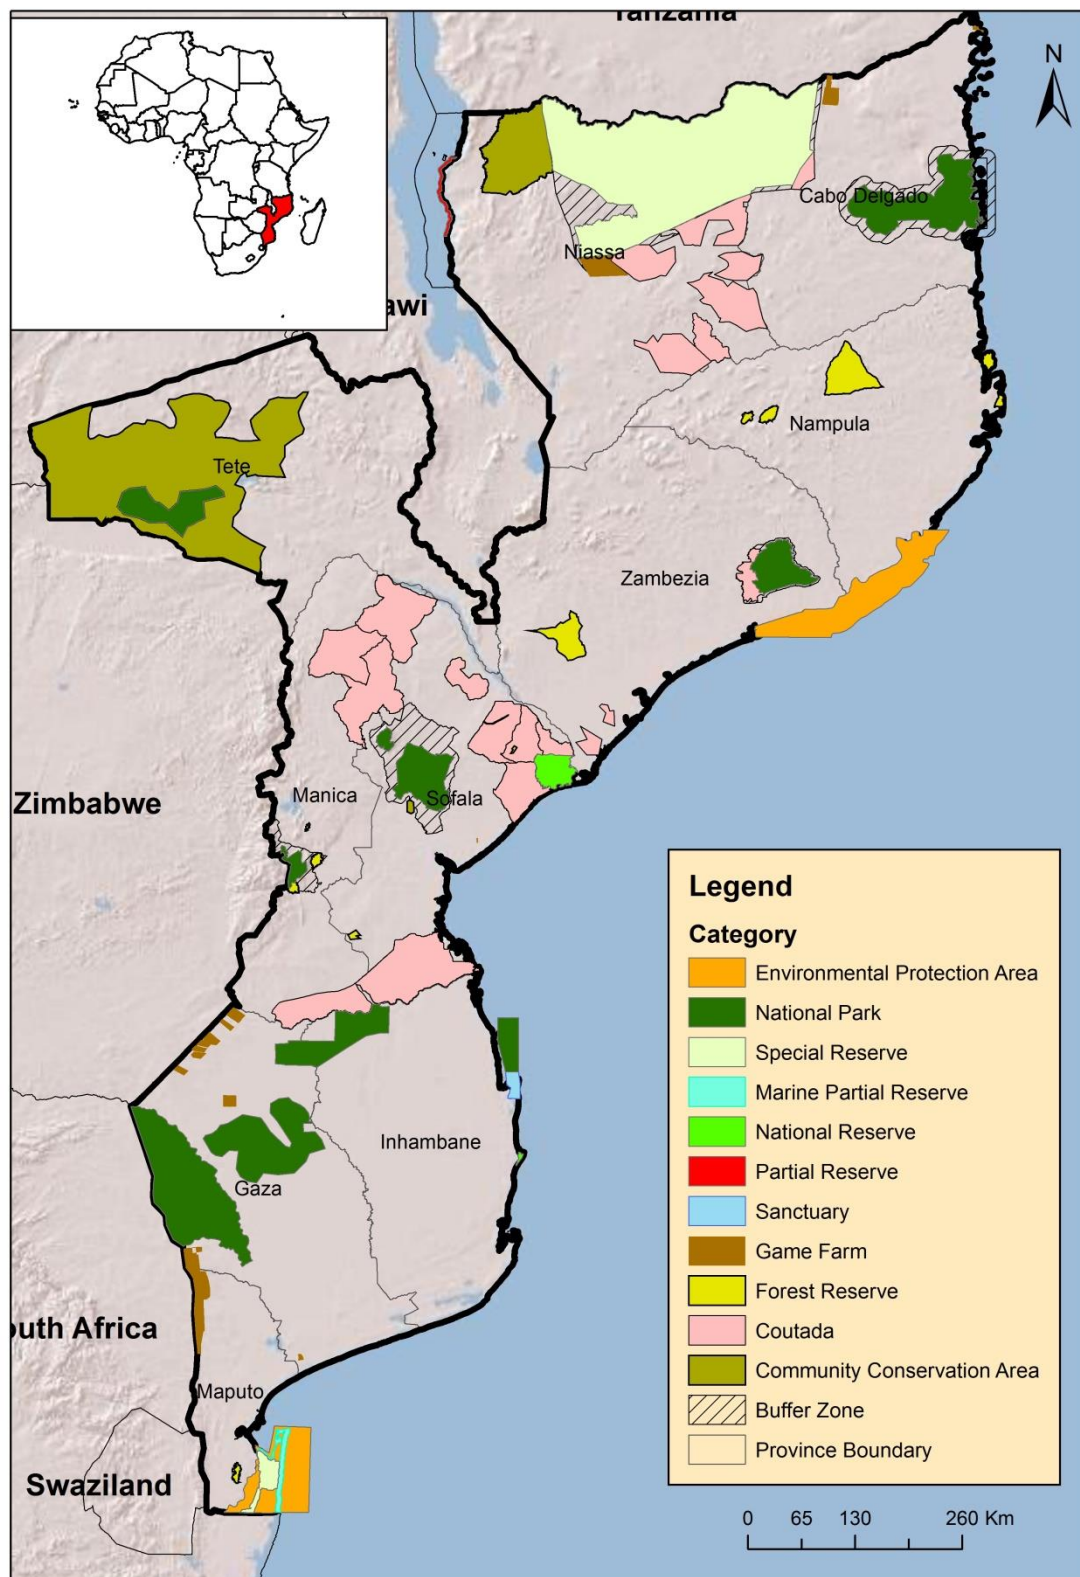 Tanzania
N
Cabo Delgado
Niassa
awi
Nampula
Tete
Zambezia
Zimbabwe
Manica
Sofala
Legend
Category
Environmental Protection Area
National Park
Special Reserve
Marine Partial Reserve
National Reserve
Partial Reserve
Sanctuary
Game Farm
Forest Reserve
Coutada
Community Conservation Area
Buffer Zone
Province Boundary
Inhambane
Gaza
outh Africa
Maputo
Swaziland
0 65 130 260 Km